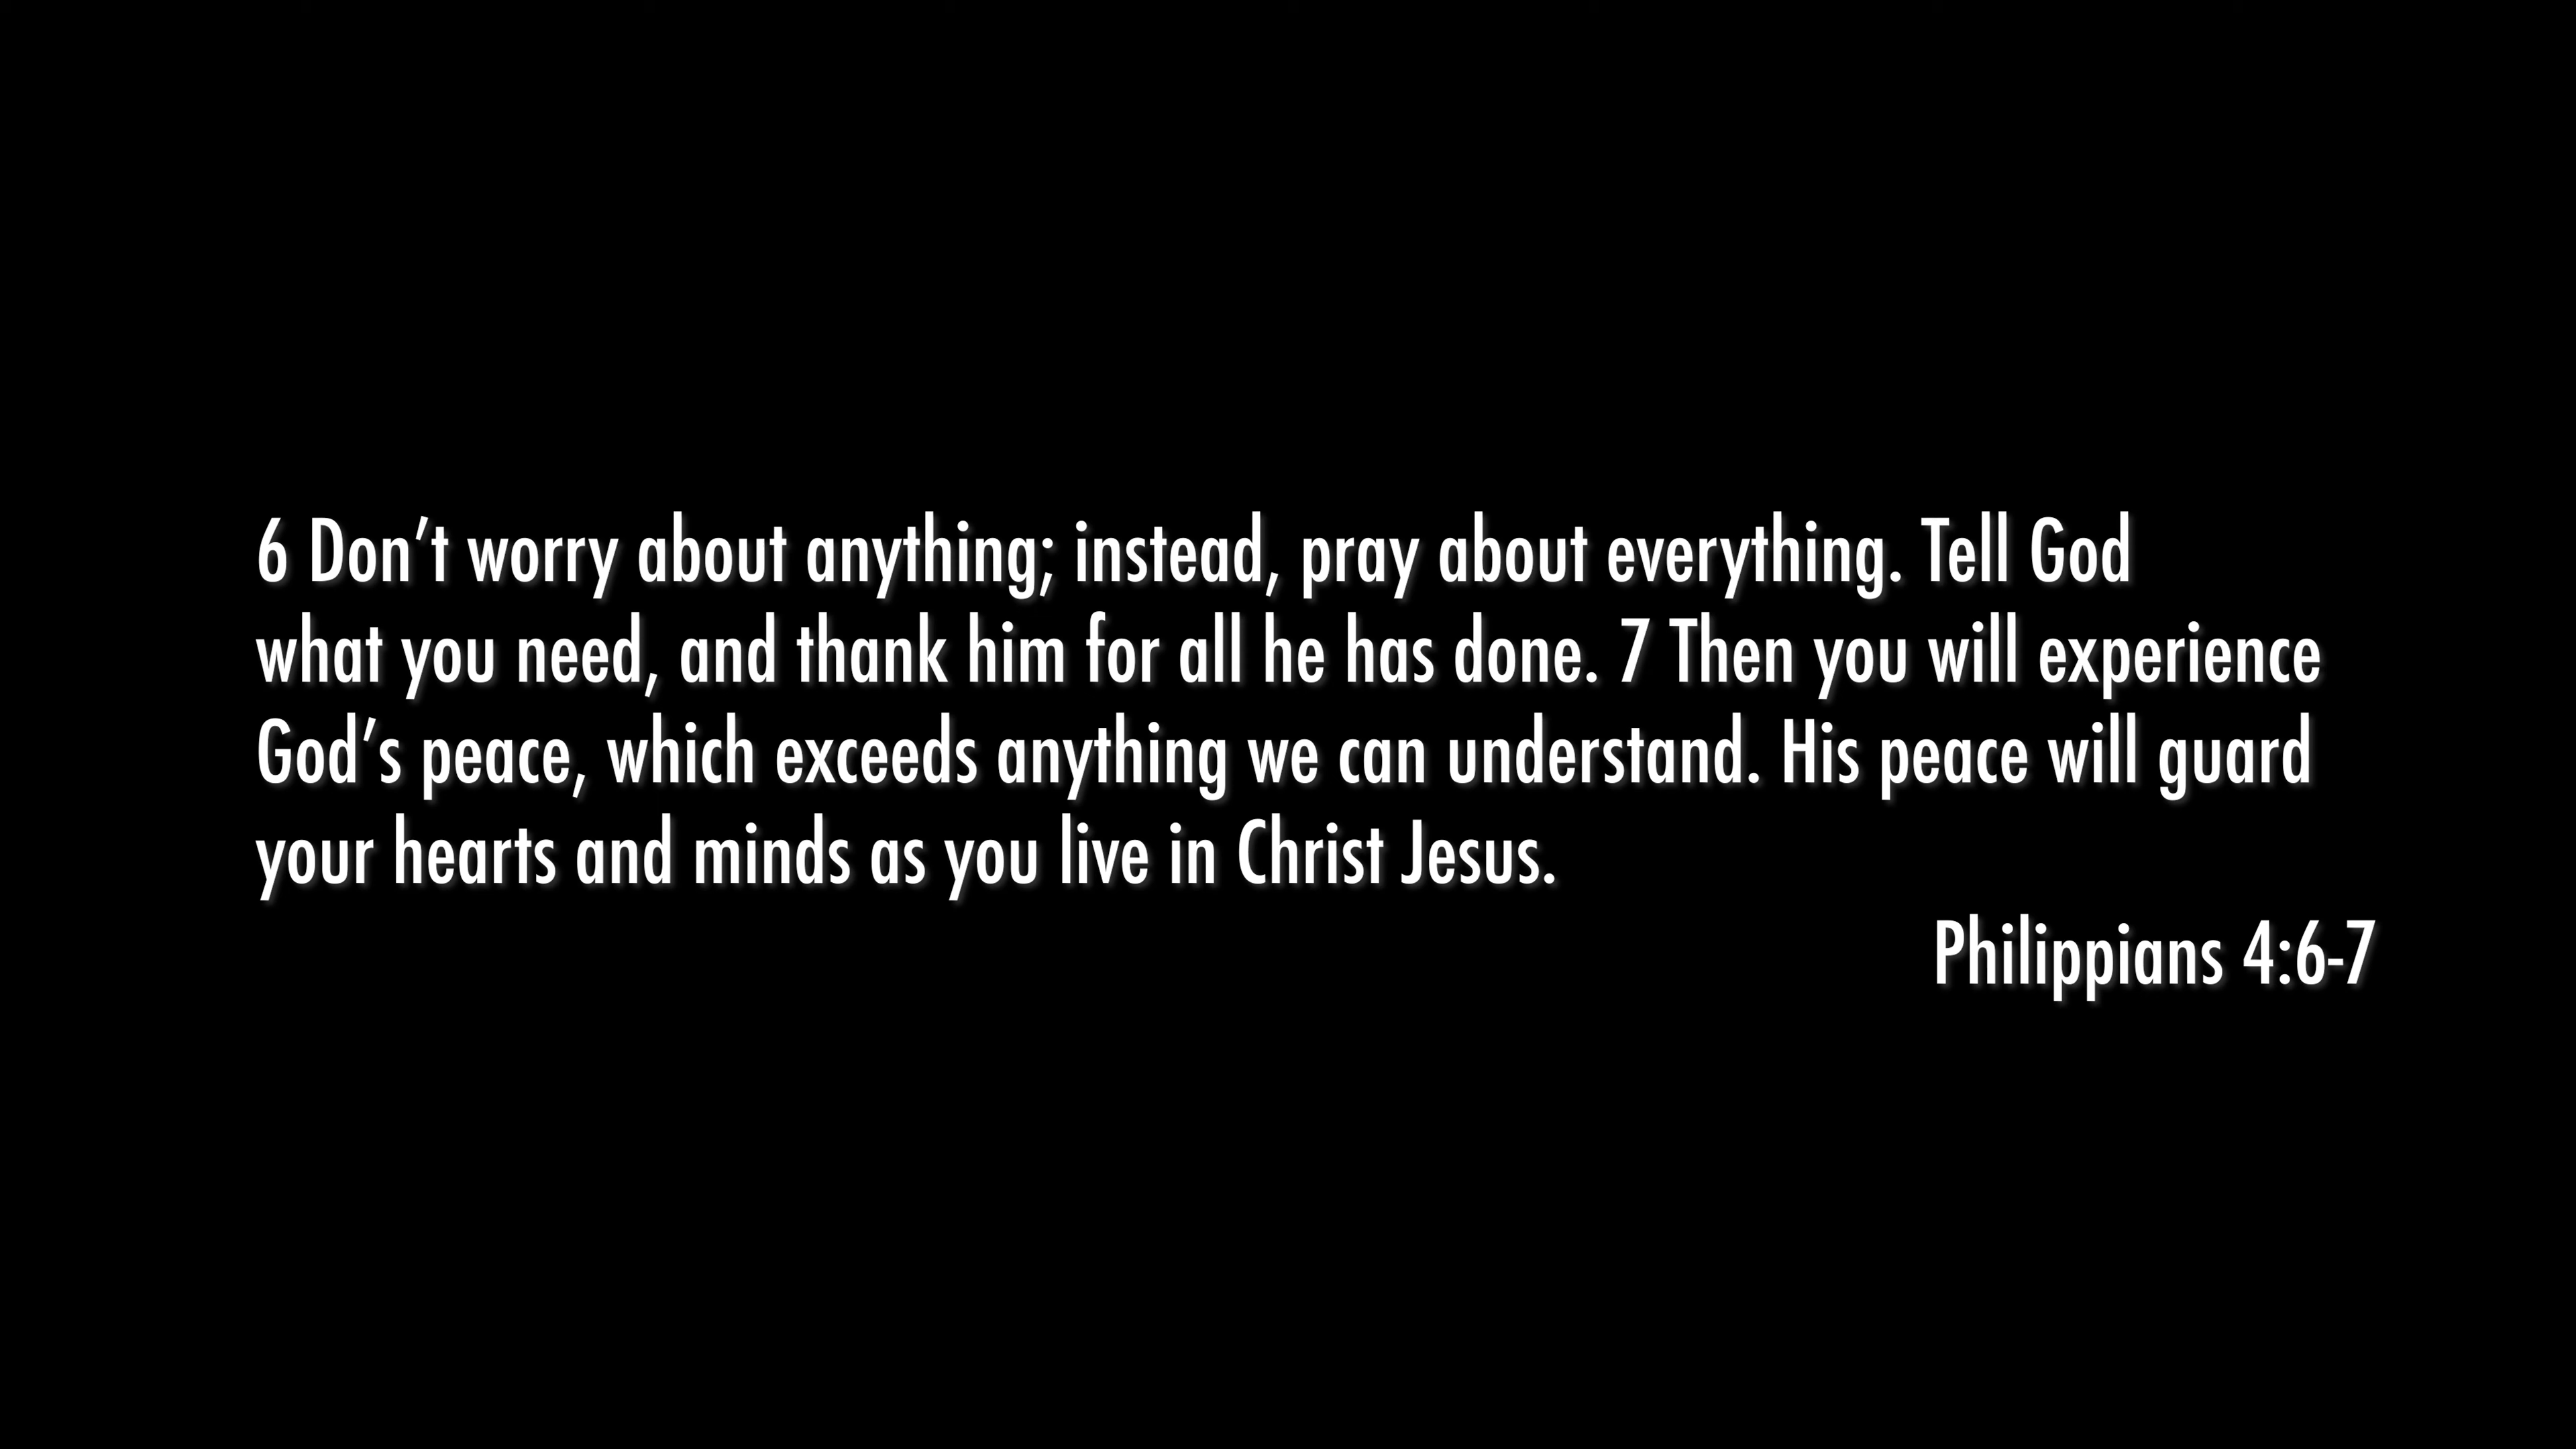 6 Don’t worry about anything; instead, pray about everything. Tell God
what you need, and thank him for all he has done. 7 Then you will experience
God’s peace, which exceeds anything we can understand. His peace will guard
your hearts and minds as you live in Christ Jesus.
Philippians 4:6-7